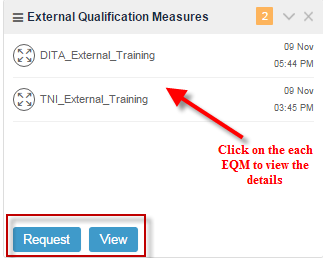 External Qualification Measures 2
DITA_External_Training 09 Nov
05:44 PM
TNI_External_Training 09 Nov
03:45 PM
Click on the each
EQM to view the
details
Request View